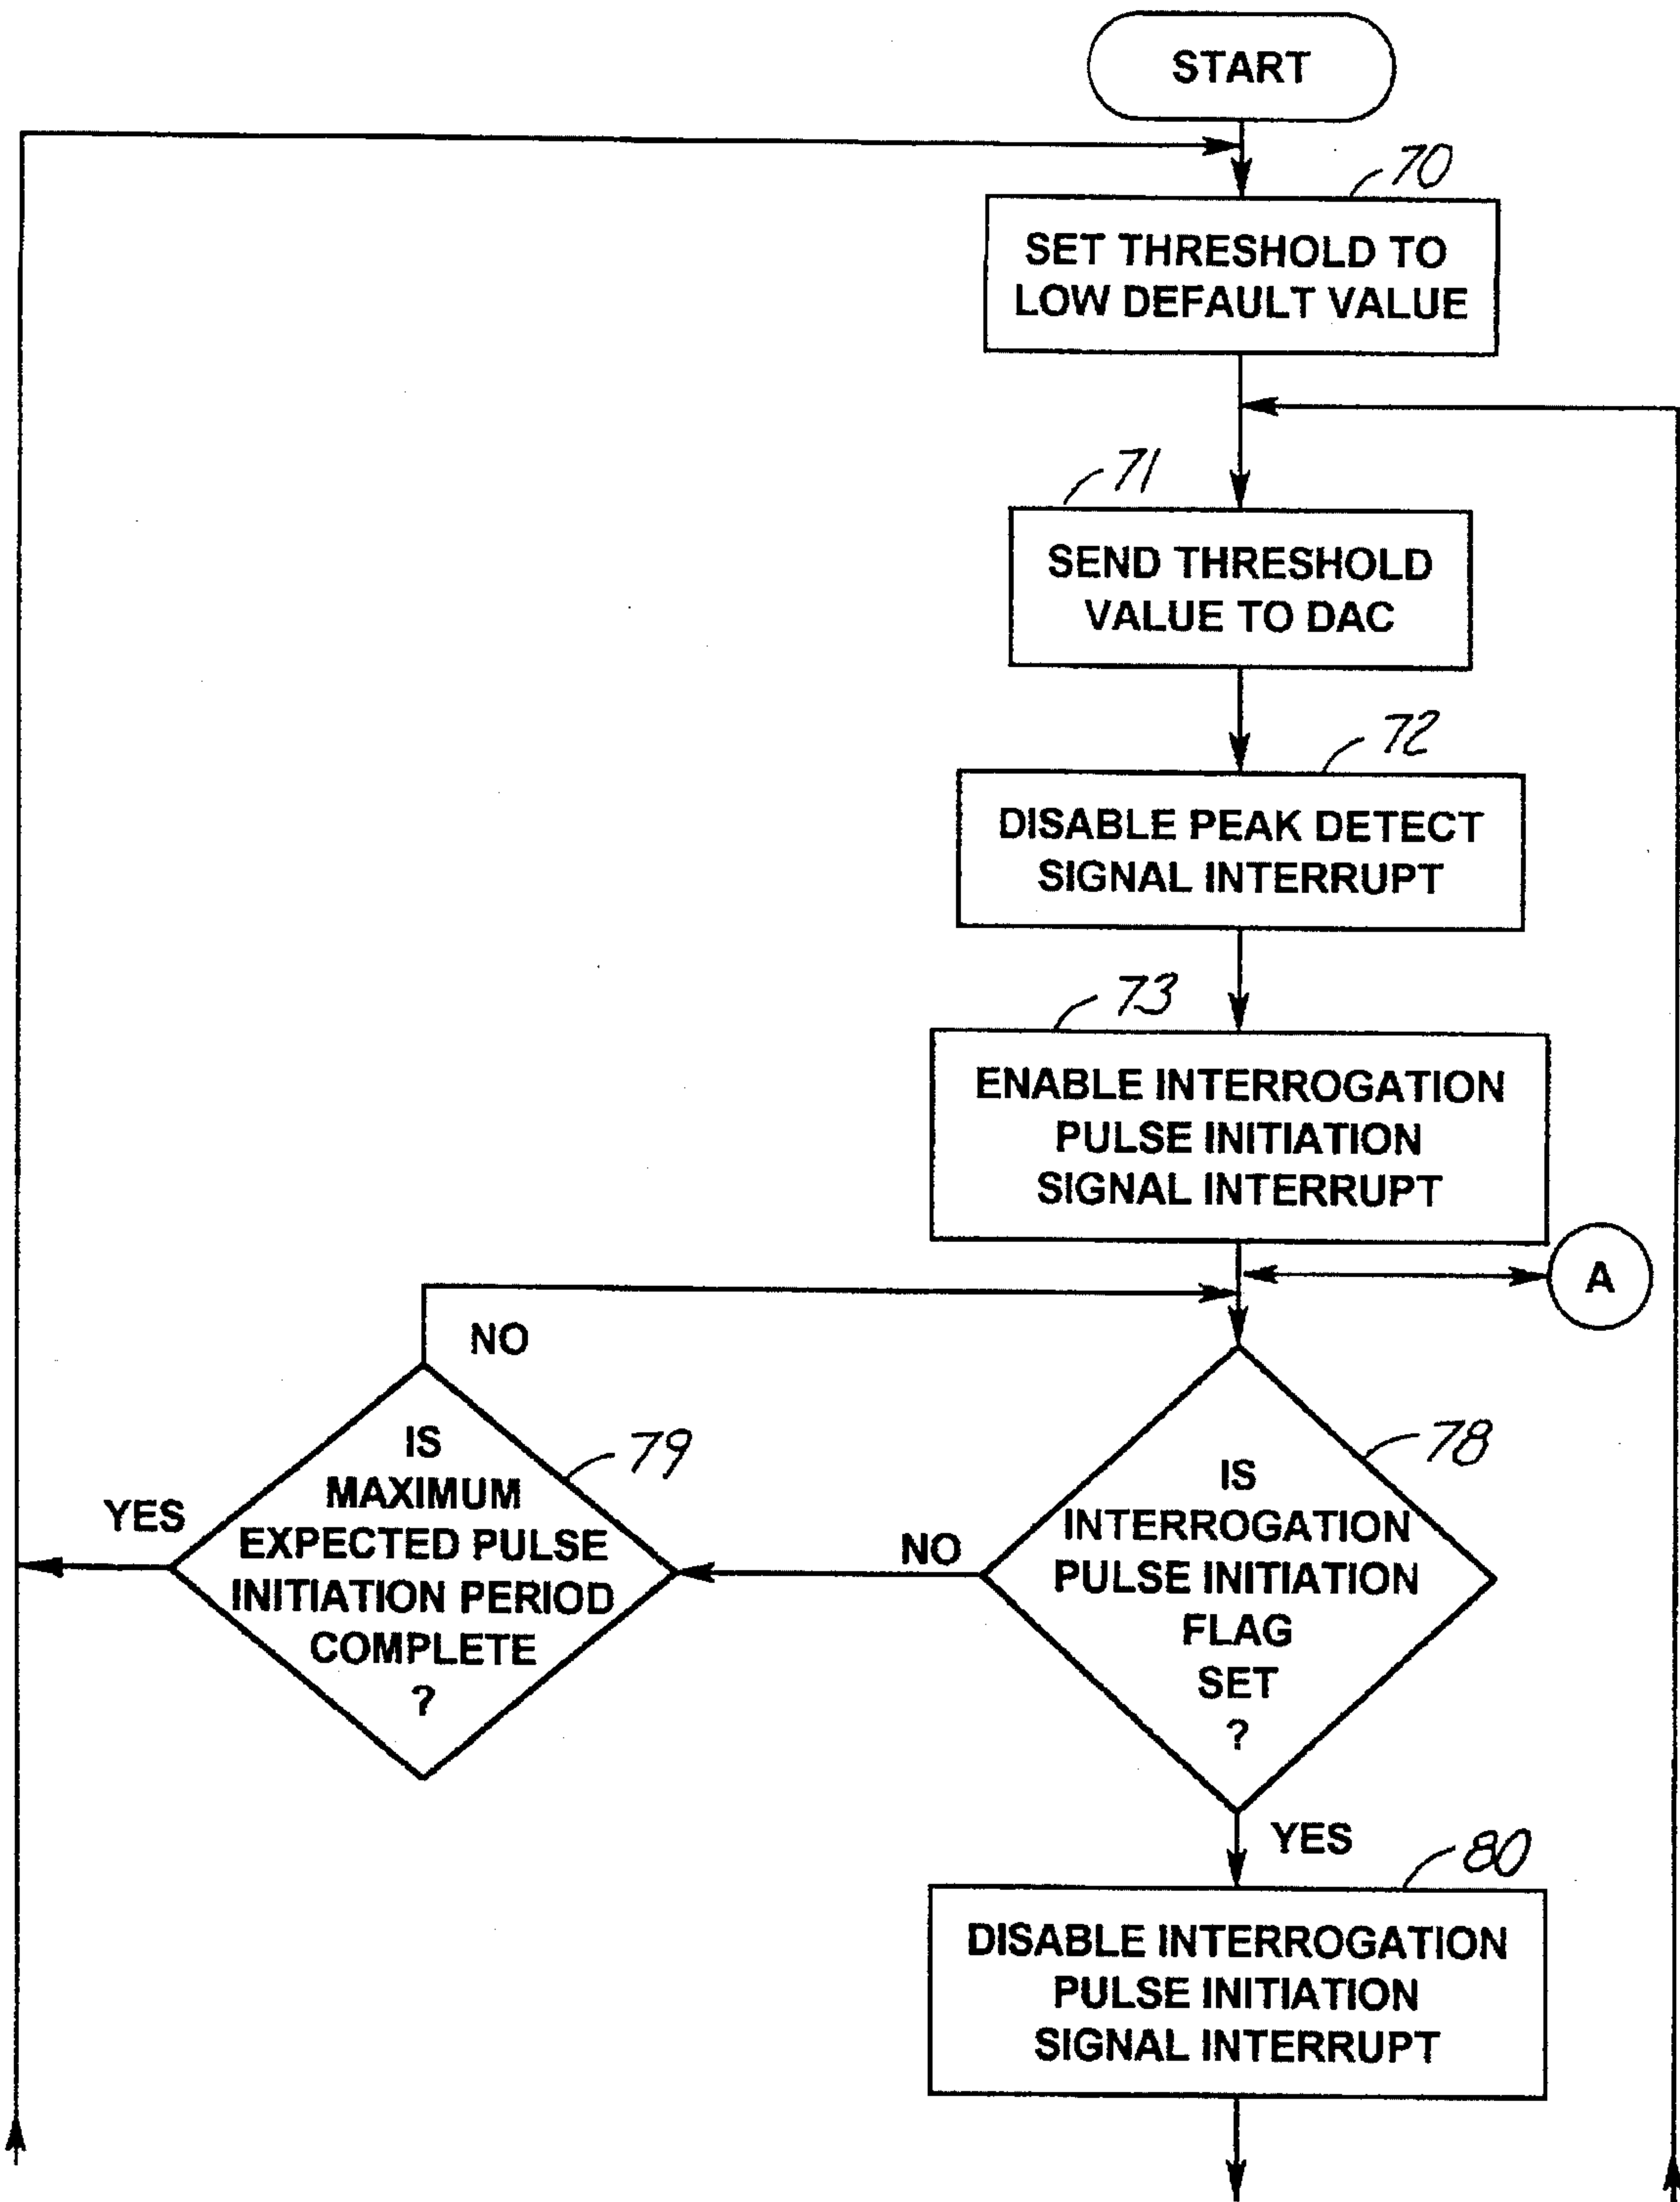 START
70
SET THRESHOLD TO
LOW DEFAULT VALUE
71
SEND THRESHOLD
VALUE TO DAC
72
DISABLE PEAK DETECT
SIGNAL INTERRUPT
73
ENABLE INTERROGATION
PULSE INITIATION
SIGNAL INTERRUPT
A
NO
79
IS
MAXIMUM
EXPECTED PULSE
INITIATION PERIOD
COMPLETE
?
YES
NO
78
IS
INTERROGATION
PULSE INITIATION
FLAG
SET
?
YES
80
DISABLE INTERROGATION
PULSE INITIATION
SIGNAL INTERRUPT